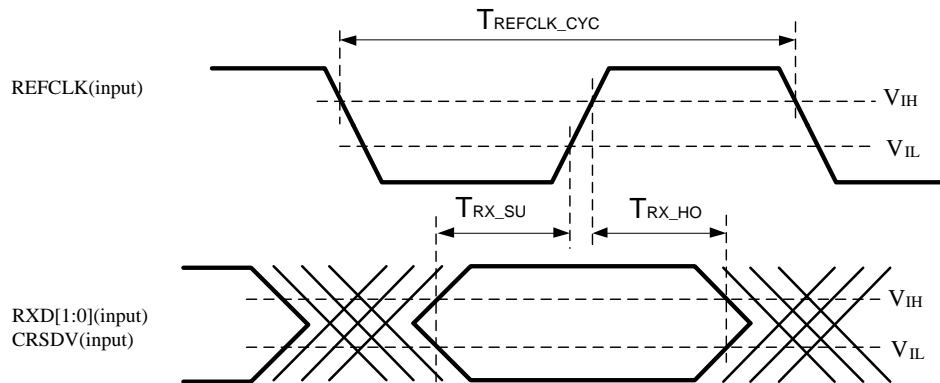 TREFCLK_CYC
REFCLK(input)
VIH
VIL
TRX_SU
TRX_HO
RXD[1:0](input)
CRSDV(input)
VIH
VIL